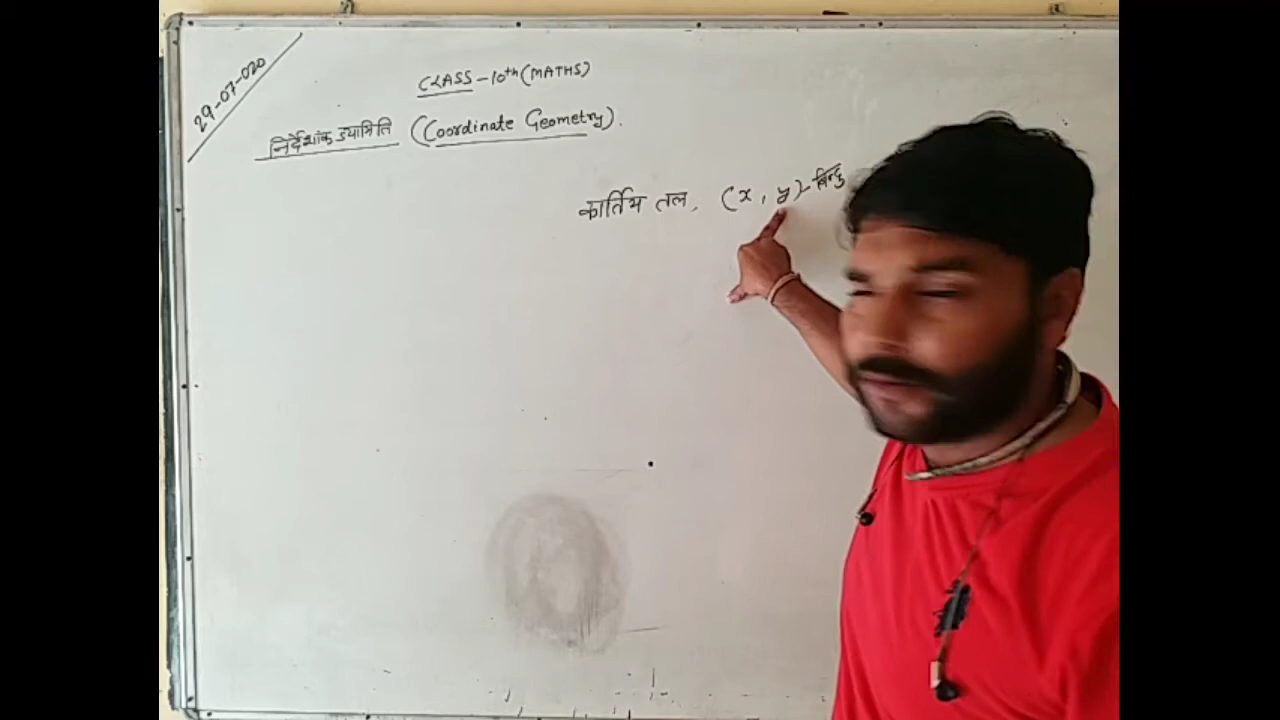 29-07-020
CLASS-10th (MATHS)
निर्देशांक ज्यामिति (Coordinate Geometry).
कार्तिय तल, (x, y)-बिन्दु